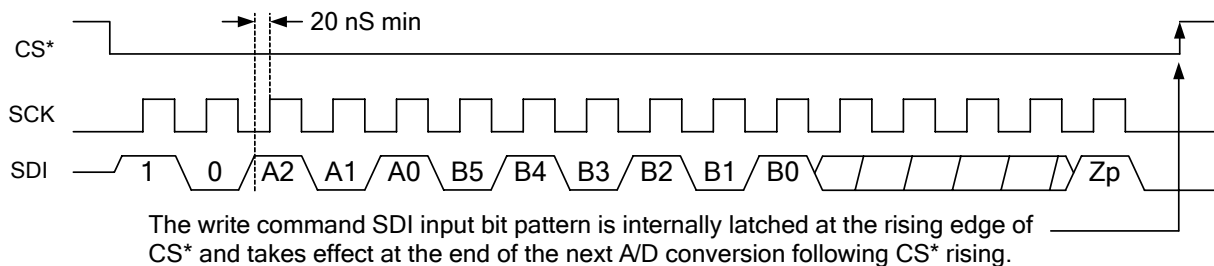 20 nS min
CS*
SCK
SDI 1 0 A2 A1 A0 B5 B4 B3 B2 B1 B0 Zp
The write command SDI input bit pattern is internally latched at the rising edge of
CS* and takes effect at the end of the next A/D conversion following CS* rising.